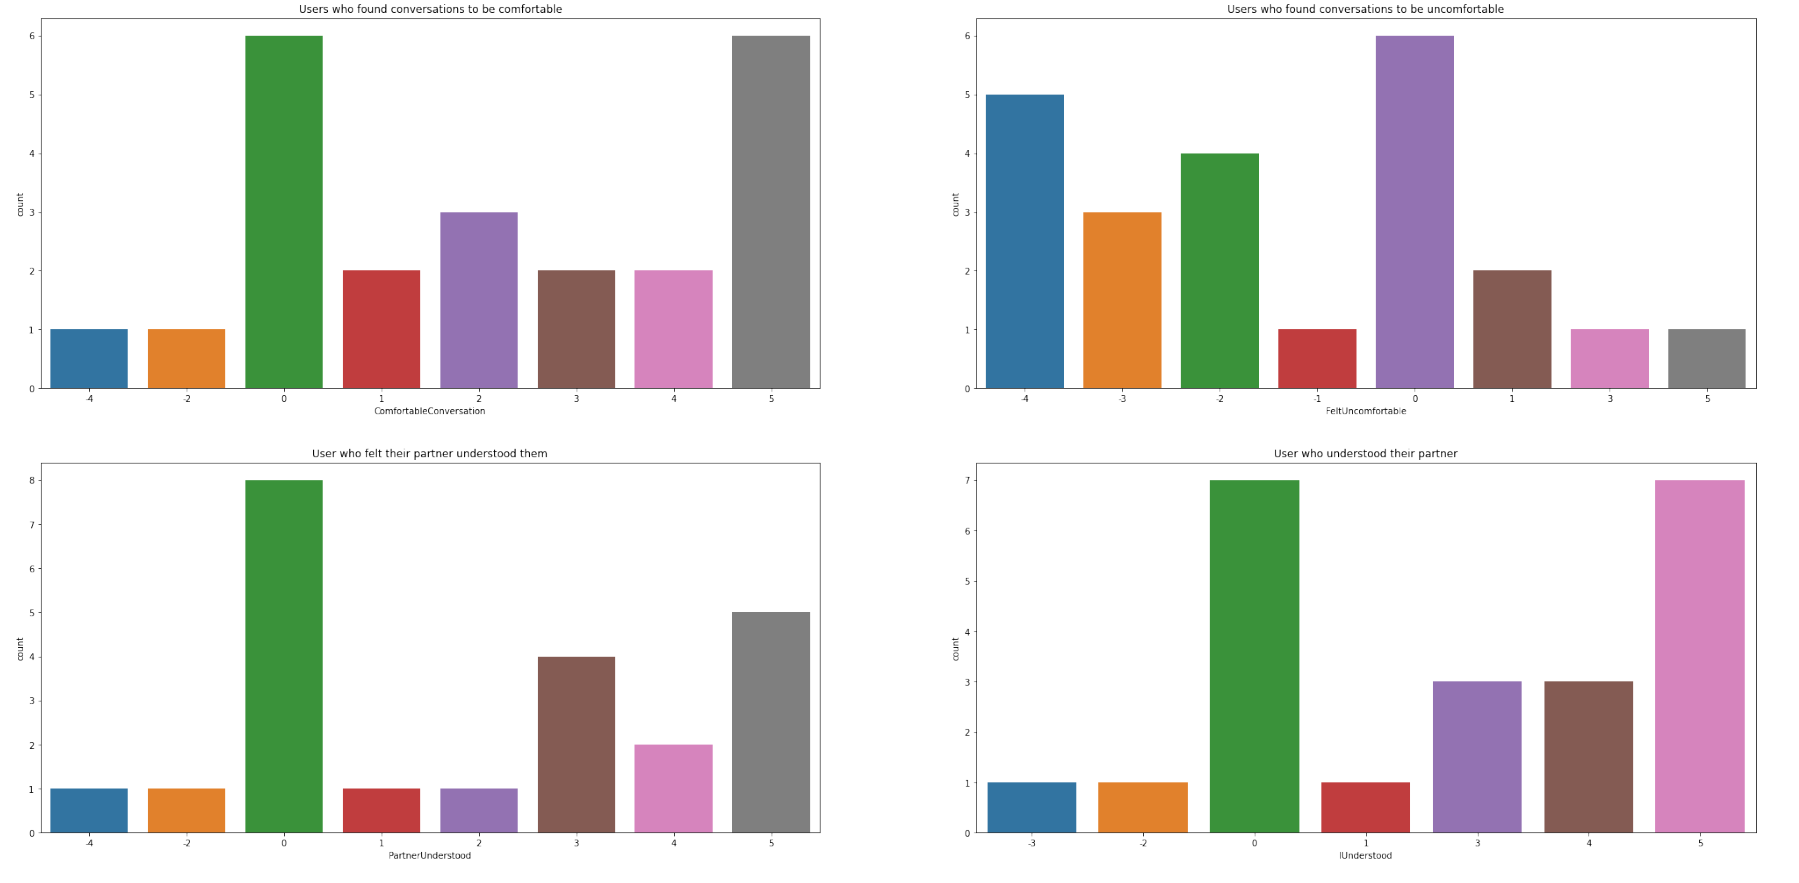 Users who found conversations to be comfortable
6
5
4
3
2
1
0
count
-4 -2 0 1 2 3 4 5
ComfortableConversation
Users who found conversations to be uncomfortable
6
5
4
3
2
1
0
count
-4 -3 -2 -1 0 1 3 5
FeltUncomfortable
User who felt their partner understood them
8
7
6
5
4
3
2
1
0
count
-4 -2 0 1 2 3 4 5
PartnerUnderstood
User who understood their partner
7
6
5
4
3
2
1
0
count
-3 -2 0 1 3 4 5
IUnderstood